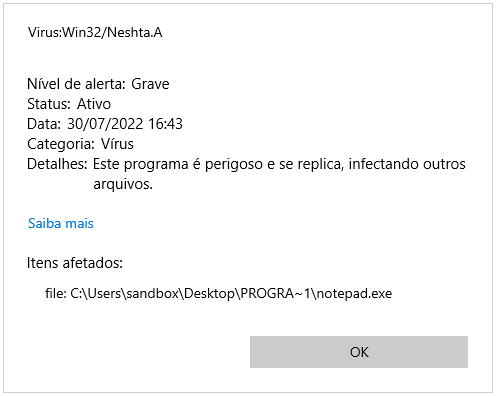 Virus:Win32/Neshta.A
Nível de alerta: Grave
Status: Ativo
Data: 30/07/2022 16:43
Categoria: Vírus
Detalhes: Este programa é perigoso e se replica, infectando outros
arquivos.
Saiba mais
Itens afetados:
file: C:\Users\sandbox\Desktop\PROGRA~1\notepad.exe
OK